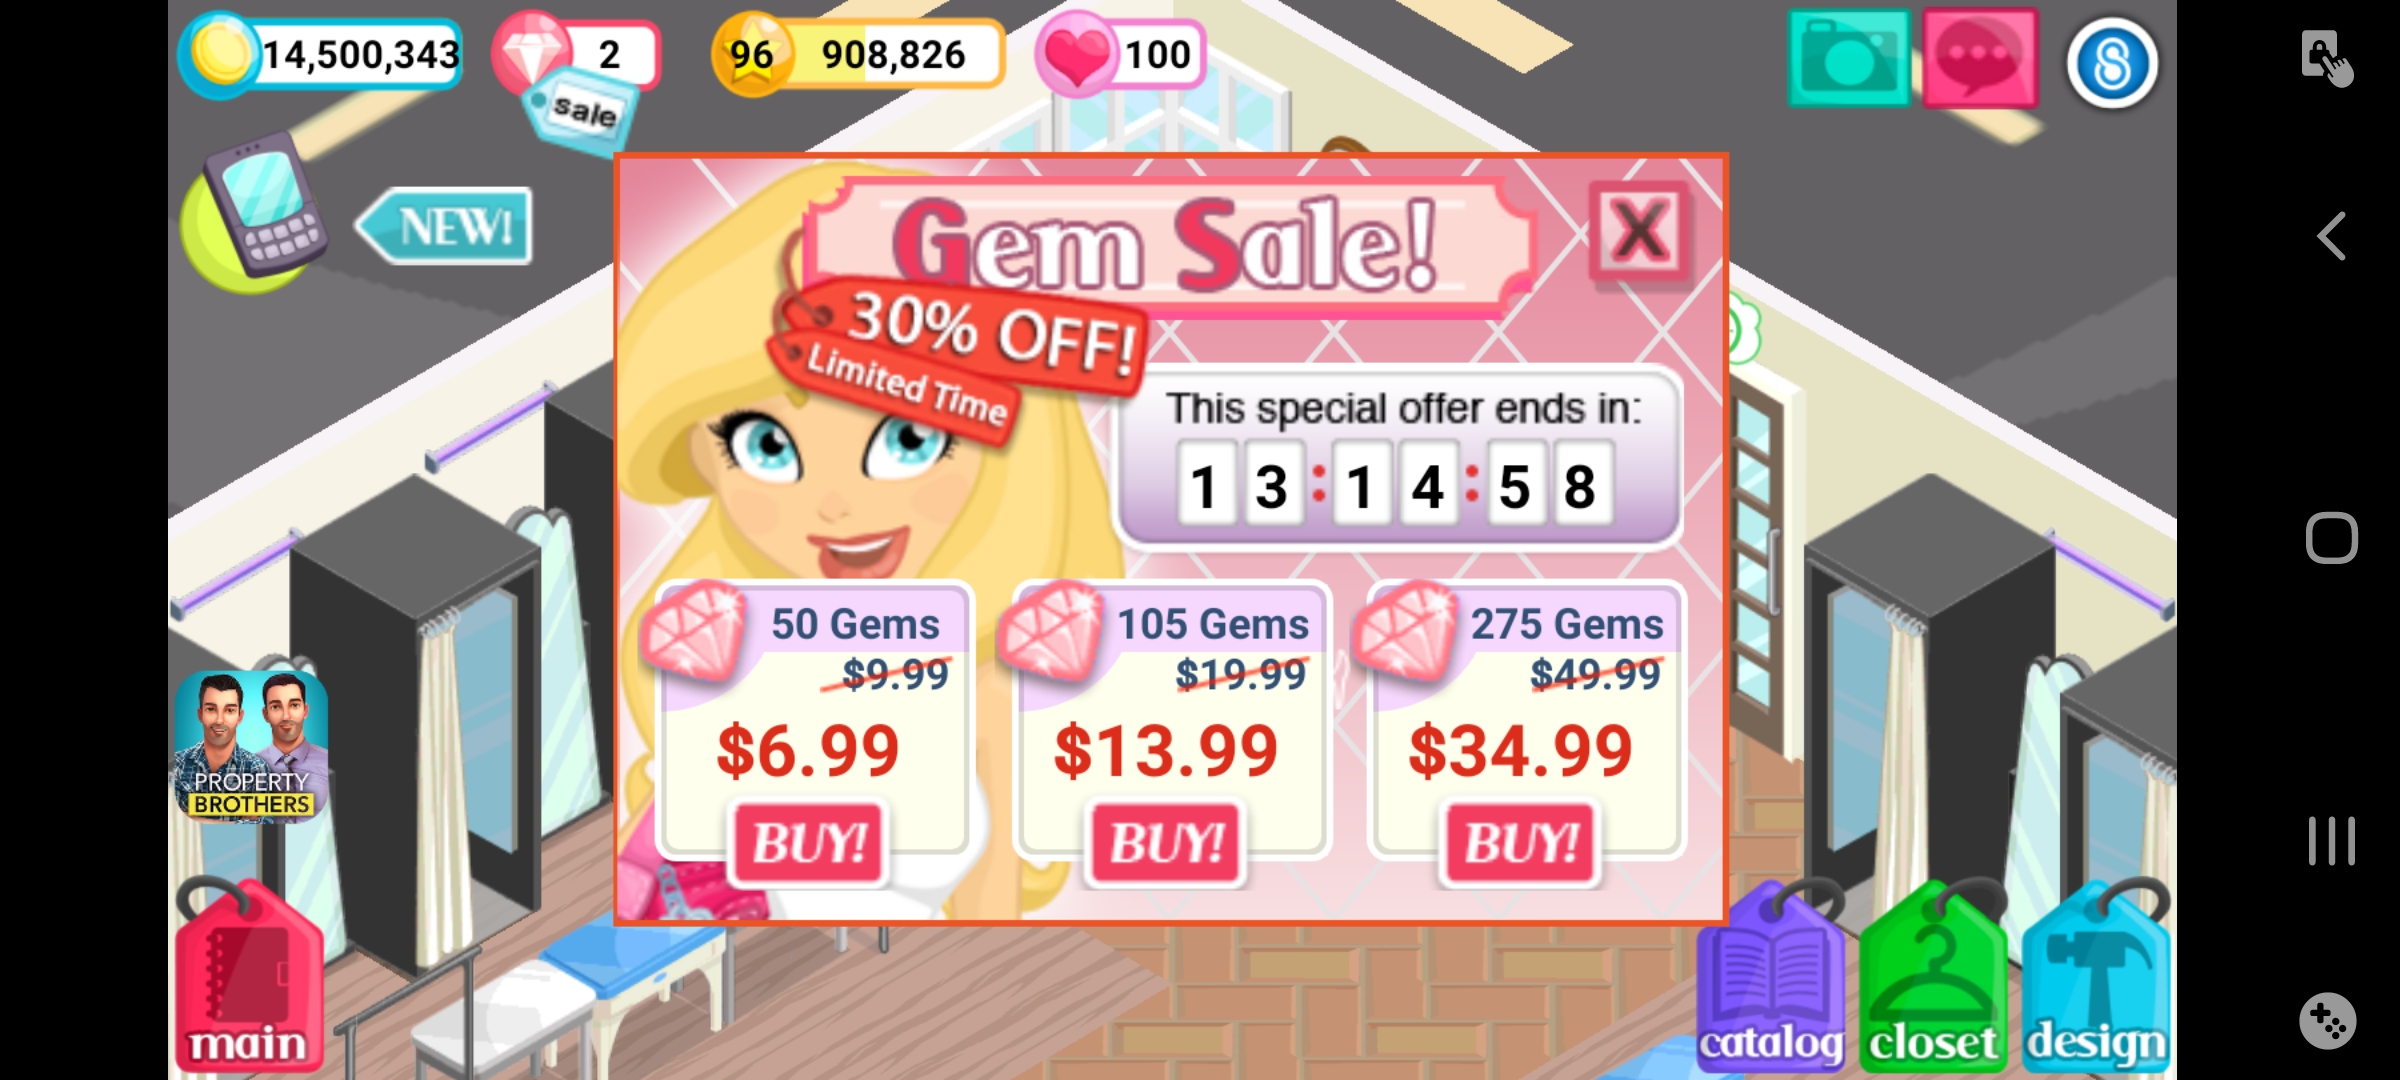 14,500,343
2
96
908,826
100
sale
NEW!
Gem Sale!
X
30% OFF!
Limited Time
This special offer ends in:
13:14:58
50 Gems
$9.99
$6.99
BUY!
105 Gems
$19.99
$13.99
BUY!
275 Gems
$49.99
$34.99
BUY!
PROPERTY
BROTHERS
main
catalog
closet
design